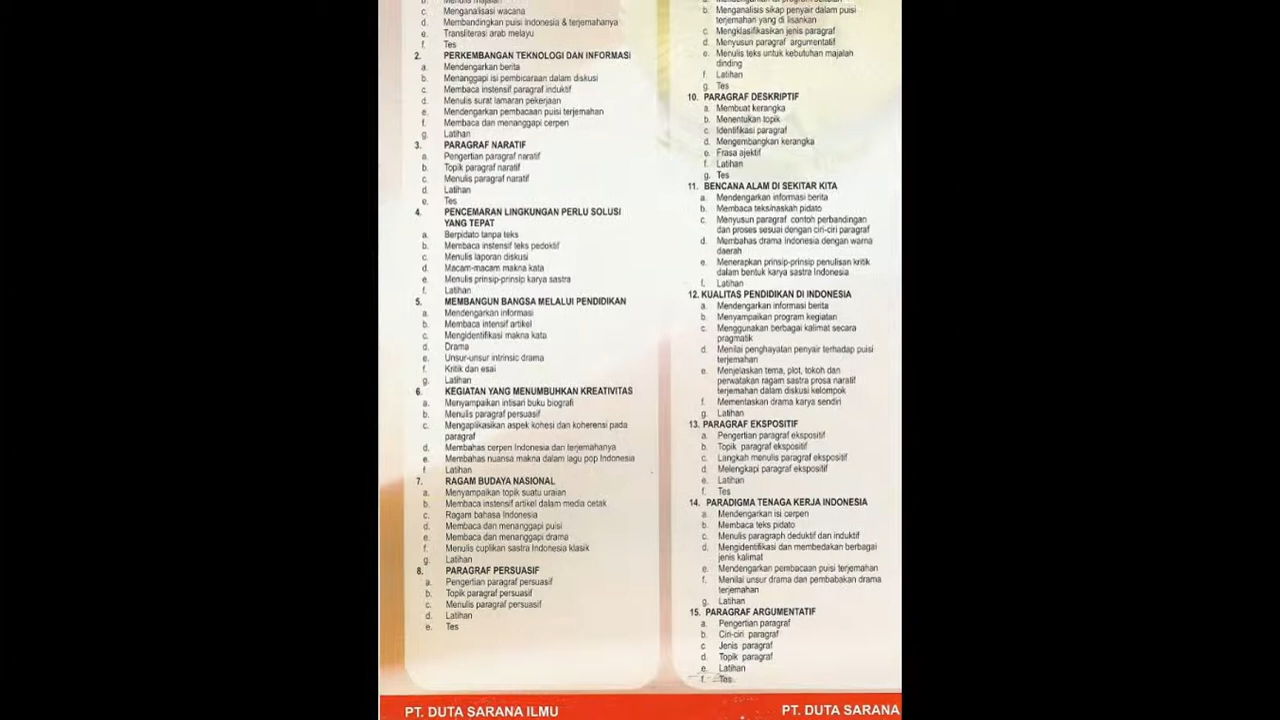 c. Menganalisasi wacana
d. Membandingkan puisi Indonesia & terjemahanya
e. Transliterasi arab melayu
f. Tes
2. PERKEMBANGAN TEKNOLOGI DAN INFORMASI
a. Mendengarkan berita
b. Menanggapi isi pembicaraan dalam diskusi
c. Membaca instensif paragraf induktif
d. Menulis surat lamaran pekerjaan
e. Mendengarkan pembacaan puisi terjemahan
f. Membaca dan menanggapi cerpen
g. Latihan
3. PARAGRAF NARATIF
a. Pengertian paragraf naratif
b. Topik paragraf naratif
c. Menulis paragraf naratif
d. Latihan
e. Tes
4. PENCEMARAN LINGKUNGAN PERLU SOLUSI
YANG TEPAT
a. Berpidato tanpa teks
b. Membaca instensif teks pedoktif
c. Menulis laporan diskusi
d. Macam-macam makna kata
e. Menulis prinsip-prinsip karya sastra
f. Latihan
5. MEMBANGUN BANGSA MELALUI PENDIDIKAN
a. Mendengarkan informasi
b. Membaca intensif artikel
c. Mengidentifikasi makna kata
d. Drama
e. Unsur-unsur intrinsic drama
f. Kritik dan esai
g. Latihan
6. KEGIATAN YANG MENUMBUHKAN KREATIVITAS
a. Menyampaikan intisari buku biografi
b. Menulis paragraf persuasif
c. Mengaplikasikan aspek kohesi dan koherensi pada
paragraf
d. Membahas cerpen Indonesia dan terjemahanya
e. Membahas nuansa makna dalam lagu pop Indonesia
f. Latihan
7. RAGAM BUDAYA NASIONAL
a. Menyampaikan topik suatu uraian
b. Membaca instensif artikel dalam media cetak
c. Ragam bahasa Indonesia
d. Membaca dan menanggapi puisi
e. Membaca dan menanggapi drama
f. Menulis cuplikan sastra Indonesia klasik
g. Latihan
8. PARAGRAF PERSUASIF
a. Pengertian paragraf persuasif
b. Topik paragraf persuasif
c. Menulis paragraf persuasif
d. Latihan
e. Tes
b. Menganalisis sikap penyair dalam puisi
terjemahan yang di lisankan
c. Mengklasifikasikan jenis paragraf
d. Menyusun paragraf argumentatif
e. Menulis teks untuk kebutuhan majalah
dinding
f. Latihan
g. Tes
10. PARAGRAF DESKRIPTIF
a. Membuat kerangka
b. Menentukan topik
c. Identifikasi paragraf
d. Mengembangkan kerangka
e. Frasa ajektif
f. Latihan
g. Tes
11. BENCANA ALAM DI SEKITAR KITA
a. Mendengarkan informasi berita
b. Membaca teks/naskah pidato
c. Menyusun paragraf contoh perbandingan
dan proses sesuai dengan ciri-ciri paragraf
d. Membahas drama Indonesia dengan warna
daerah
e. Menerapkan prinsip-prinsip penulisan kritik
dalam bentuk karya sastra Indonesia
f. Latihan
12. KUALITAS PENDIDIKAN DI INDONESIA
a. Mendengarkan informasi berita
b. Menyampaikan program kegiatan
c. Menggunakan berbagai kalimat secara
pragmatik
d. Menilai penghayatan penyair terhadap puisi
terjemahan
e. Menjelaskan tema, plot, tokoh dan
perwatakan ragam sastra prosa naratif
terjemahan dalam diskusi kelompok
f. Mementaskan drama karya sendiri
g. Latihan
13. PARAGRAF EKSPOSITIF
a. Pengertian paragraf ekspositif
b. Topik paragraf ekspositif
c. Langkah menulis paragraf ekspositif
d. Melengkapi paragraf ekspositif
e. Latihan
f. Tes
14. PARADIGMA TENAGA KERJA INDONESIA
a. Mendengarkan isi cerpen
b. Membaca teks pidato
c. Menulis paragraph deduktif dan induktif
d. Mengidentifikasi dan membedakan berbagai
jenis kalimat
e. Mendengarkan pembacaan puisi terjemahan
f. Menilai unsur drama dan pembabakan drama
terjemahan
g. Latihan
15. PARAGRAF ARGUMENTATIF
a. Pengertian paragraf
b. Ciri-ciri paragraf
c Jenis paragraf
d. Topik paragraf
e. Latihan
f. Tes
PT. DUTA SARANA ILMU
PT. DUTA SARANA